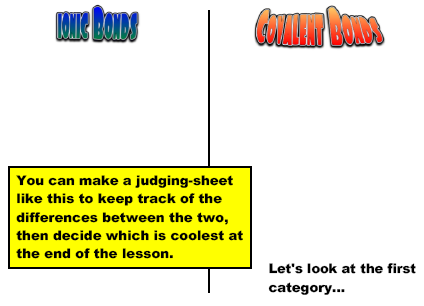 Ionic Bonds
Covalent Bonds
You can make a judging-sheet
like this to keep track of the
differences between the two,
then decide which is coolest at
the end of the lesson.
Let's look at the first
category...